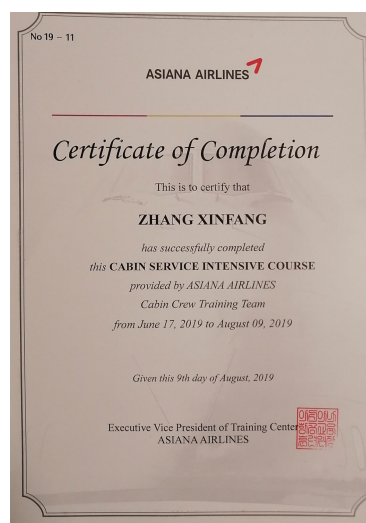 No 19 – 11
ASIANA AIRLINES
Certificate of Completion
This is to certify that
ZHANG XINFANG
has successfully completed
this CABIN SERVICE INTENSIVE COURSE
provided by ASIANA AIRLINES
Cabin Crew Training Team
from June 17, 2019 to August 09, 2019
Given this 9th day of August, 2019
Executive Vice President of Training Center
ASIANA AIRLINES